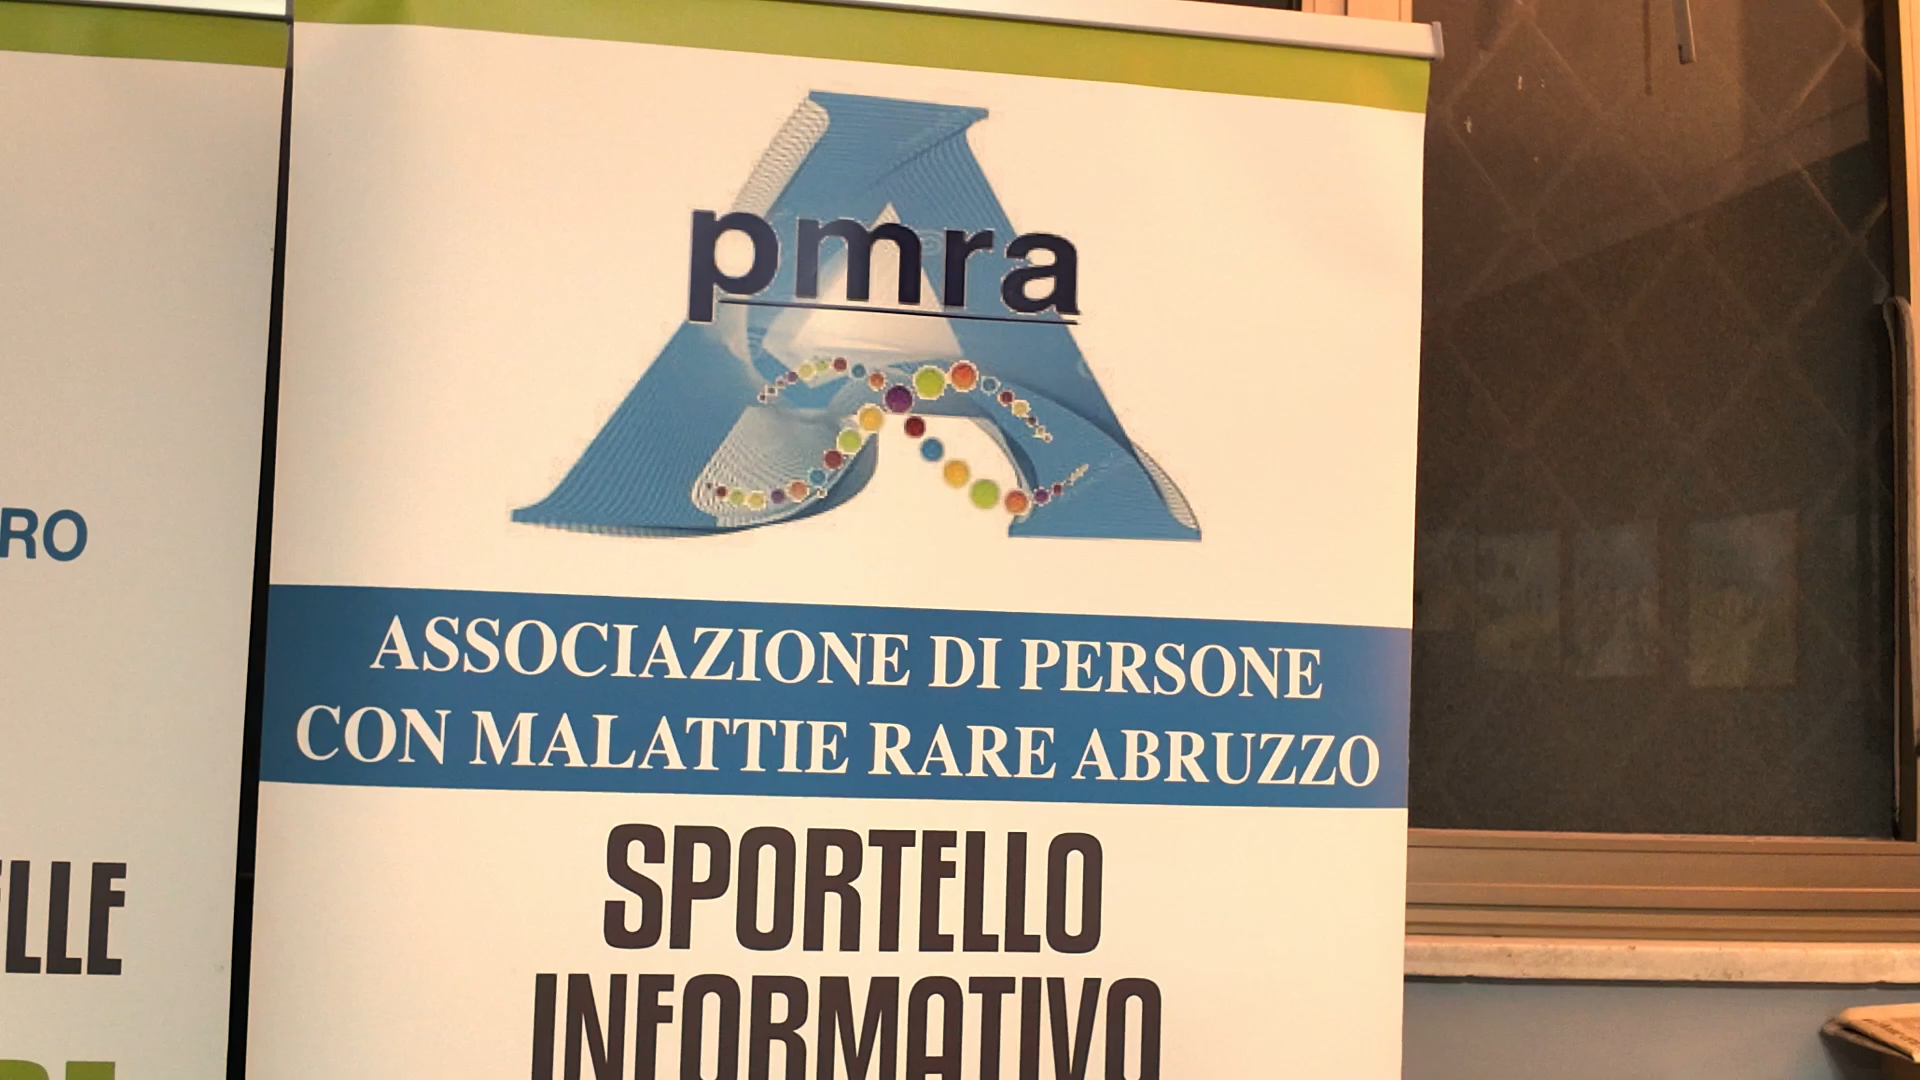 pmra
ASSOCIAZIONE DI PERSONE
CON MALATTIE RARE ABRUZZO
SPORTELLO
INFORMATIVO
RO
LLE